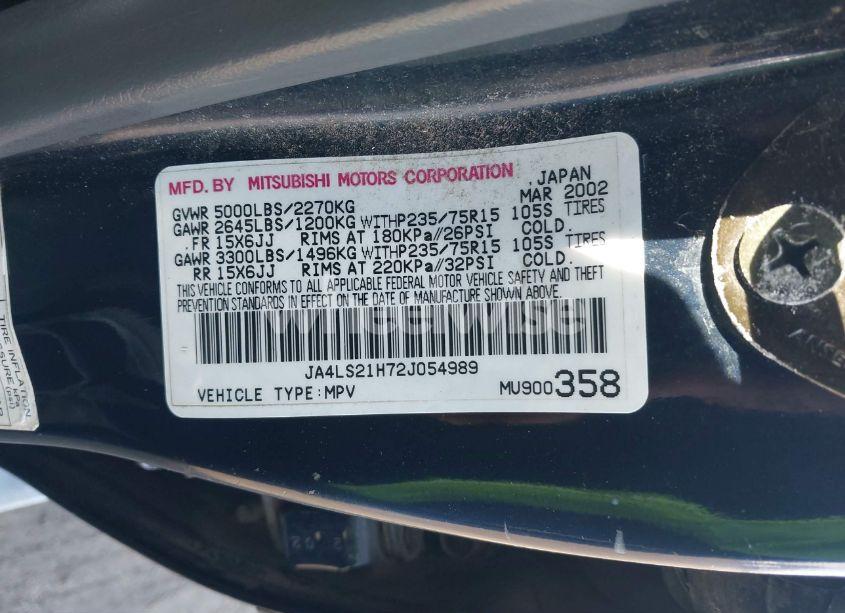 MFD. BY MITSUBISHI MOTORS CORPORATION
JAPAN
GVWR 5000LBS/2270KG MAR 2002
GAWR 2645LBS/1200KG WITHP235/75R15 105S TIRES
FR 15X6JJ RIMS AT 180KPa//26PSI COLD.
GAWR 3300LBS/1496KG WITHP235/75R15 105S TIRES
RR 15X6JJ RIMS AT 220KPa//32PSI COLD.
THIS VEHICLE CONFORMS TO ALL APPLICABLE FEDERAL MOTOR VEHICLE SAFETY AND THEFT
PREVENTION STANDARDS IN EFFECT ON THE DATE OF MANUFACTURE SHOWN ABOVE.
wheelwise
JA4LS21H72J054989
VEHICLE TYPE:MPV MU900358
TIRE INFLATION